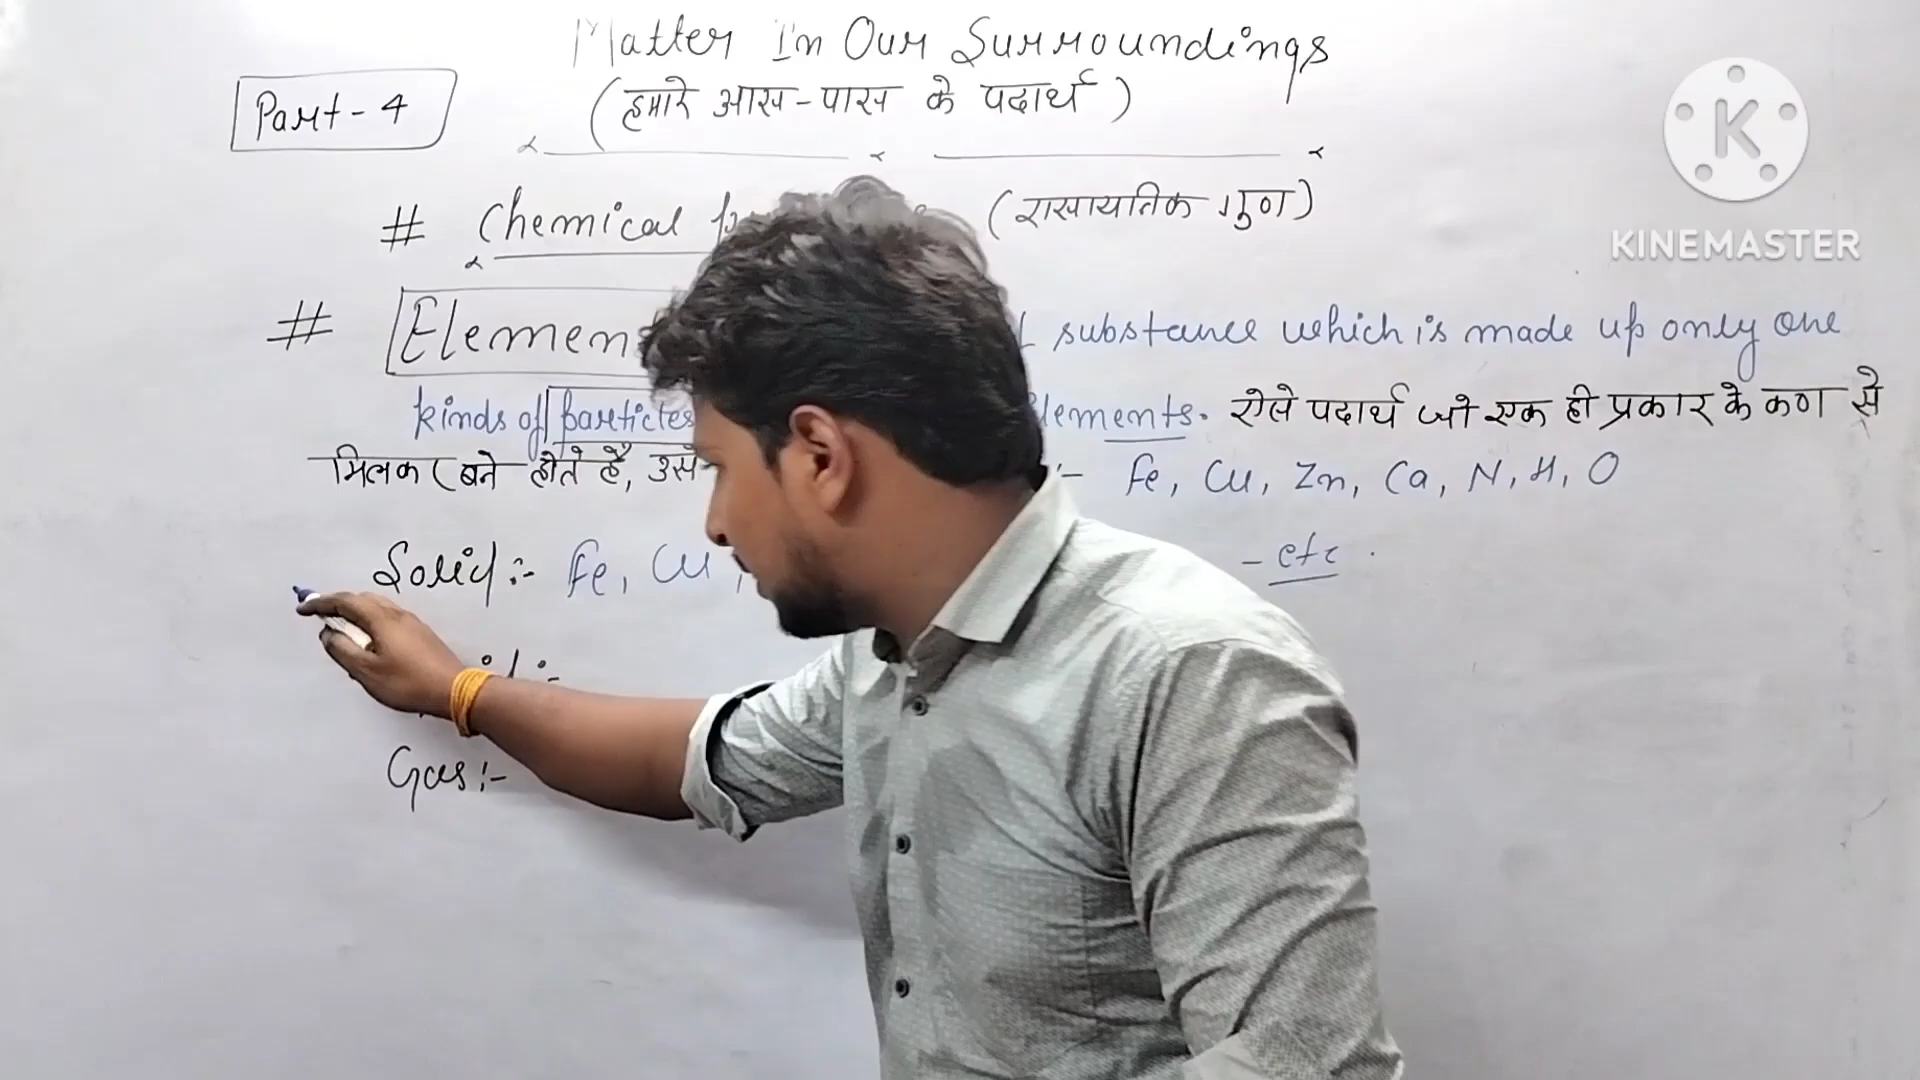 Matter In Our Surroundings
Part-4
(हमारे आस-पास के पदार्थ)
# Chemical (रासायनिक गुण)
KINEMASTER
# Elemen substance which is made up only one
kinds of particles lements. ऐसे पदार्थ जो एक ही प्रकार के कण से
मिलकर बने होते हैं, उसे :- Fe, Cu, Zn, Ca, N, H, O
Solid :- Fe, Cu, - etc.
Gas :-